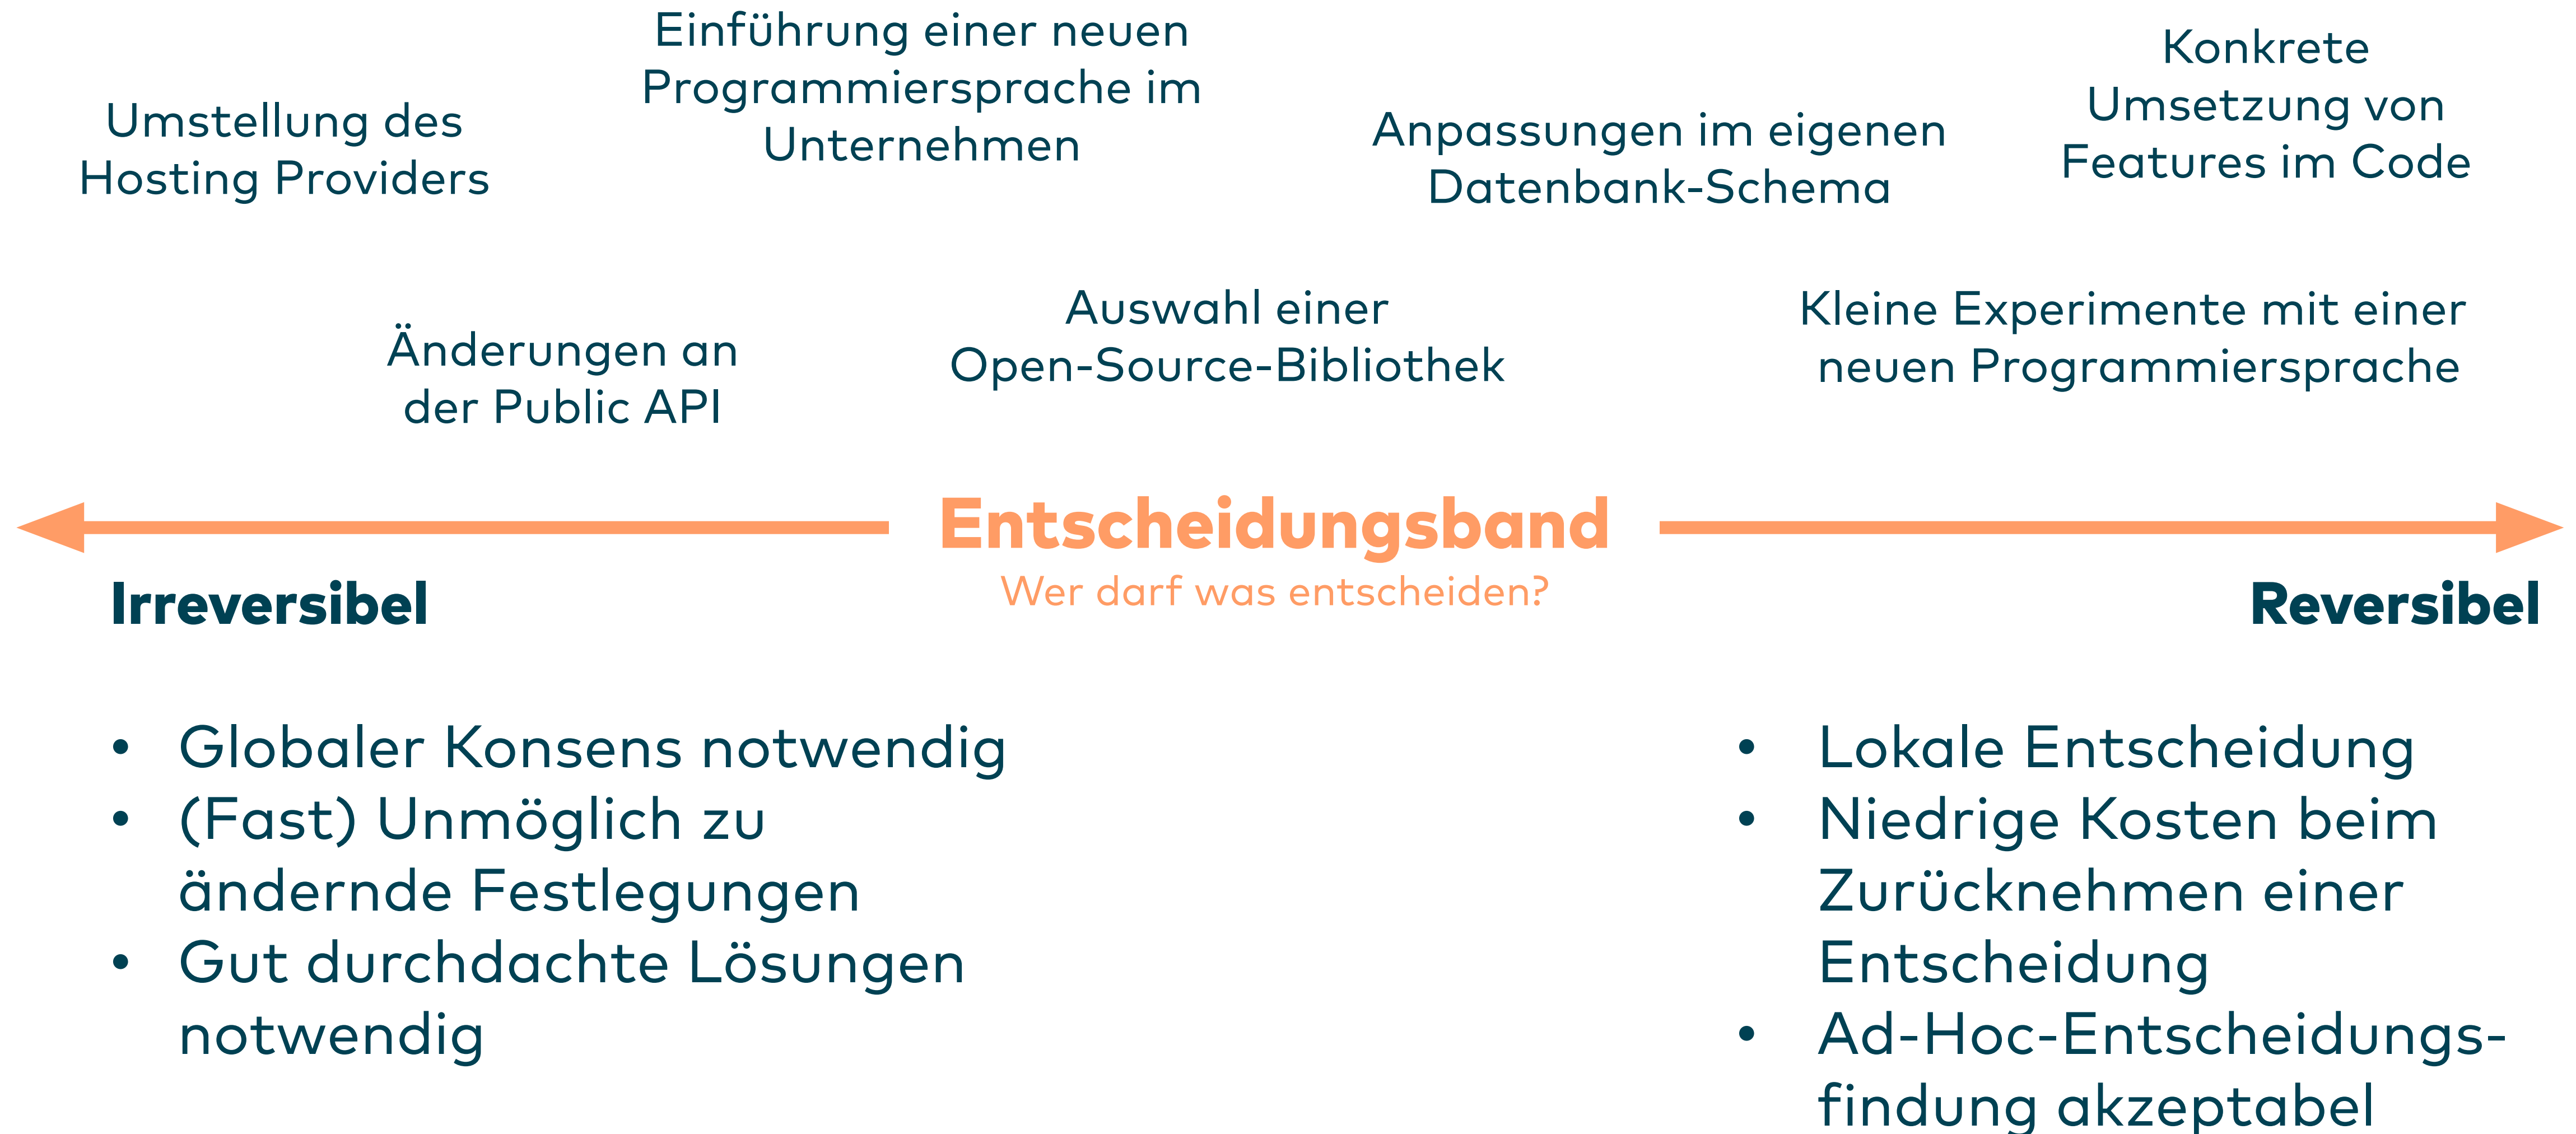 Einführung einer neuen
Programmiersprache im
Unternehmen
Konkrete
Umsetzung von
Features im Code
Umstellung des
Hosting Providers
Anpassungen im eigenen
Datenbank-Schema
Änderungen an
der Public API
Auswahl einer
Open-Source-Bibliothek
Kleine Experimente mit einer
neuen Programmiersprache
Entscheidungsband
Wer darf was entscheiden?
Irreversibel
Reversibel
• Globaler Konsens notwendig
• (Fast) Unmöglich zu
ändernde Festlegungen
• Gut durchdachte Lösungen
notwendig
• Lokale Entscheidung
• Niedrige Kosten beim
Zurücknehmen einer
Entscheidung
• Ad-Hoc-Entscheidungs-
findung akzeptabel